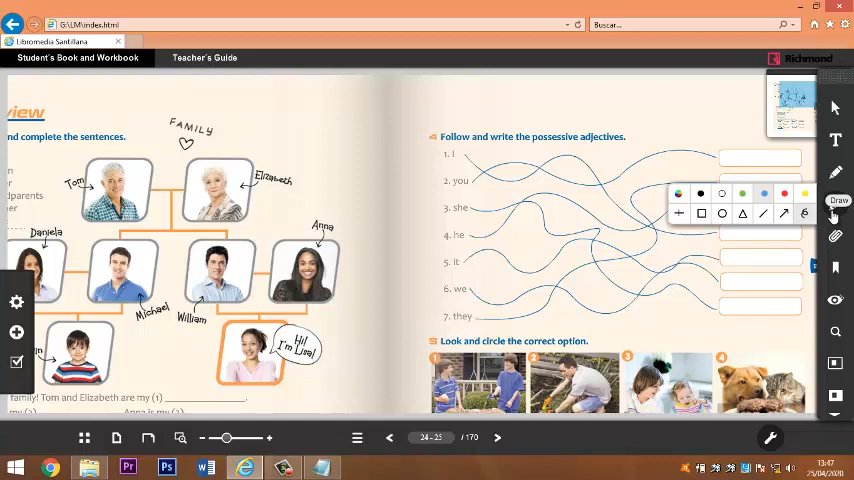 G:\LM\index.html
Buscar...
Libromedia Santillana
Student´s Book and Workbook
Teacher´s Guide
Richmond
view
and complete the sentences.
FAMILY
Tom
Elizabeth
Daniela
Anna
Michael
William
Hi!
I'm Lisa!
family! Tom and Elizabeth are my (1) ____________.
Anna is my (3)
4 Follow and write the possessive adjectives.
1. I
2. you
3. she
4. he
5. it
6. we
7. they
Draw
5 Look and circle the correct option.
1
2
3
4
24 - 25
/ 170
13:47
25/04/2020